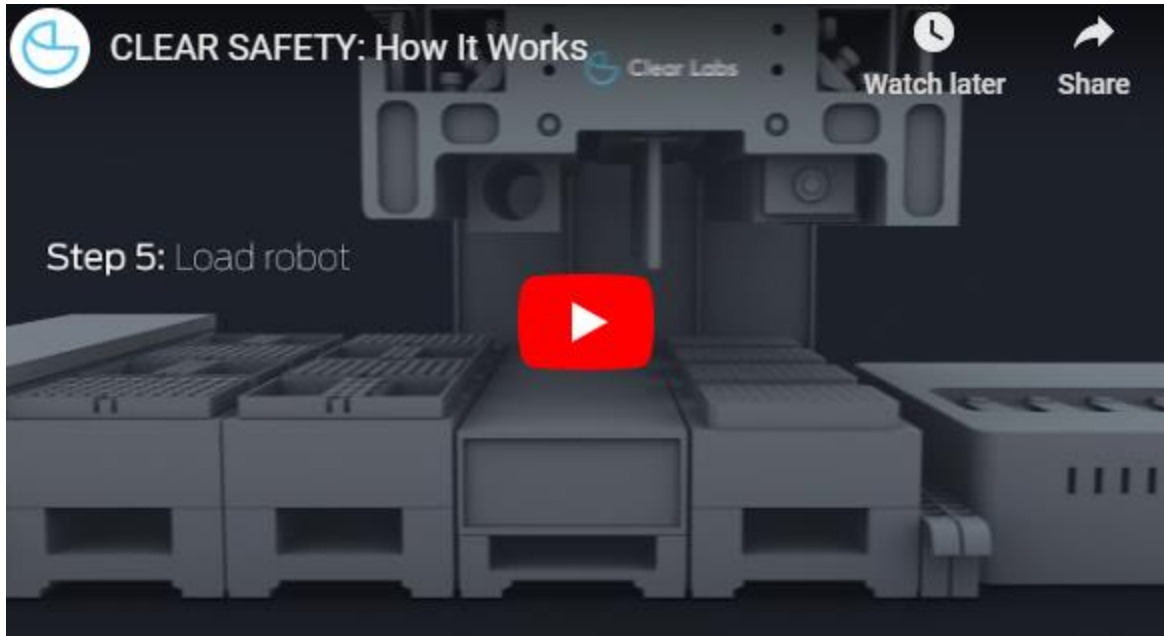 CLEAR SAFETY: How It Works
Clear Labs
Watch later
Share
Step 5: Load robot